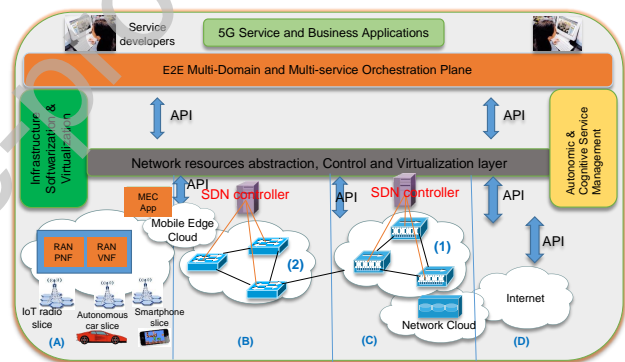 Service
developers
5G Service and Business Applications
E2E Multi-Domain and Multi-service Orchestration Plane
Infrastructure
Softwarization &
Virtualization
API
API
Autonomic &
Cognitive Service
Management
Network resources abstraction, Control and Virtualization layer
MEC
App
API
SDN controller
API
SDN controller
API
Mobile Edge
Cloud
RAN
PNF
RAN
VNF
(2)
(1)
API
IoT radio
slice
Autonomous
car slice
Smartphone
slice
Internet
Network Cloud
(A)
(B)
(C)
(D)